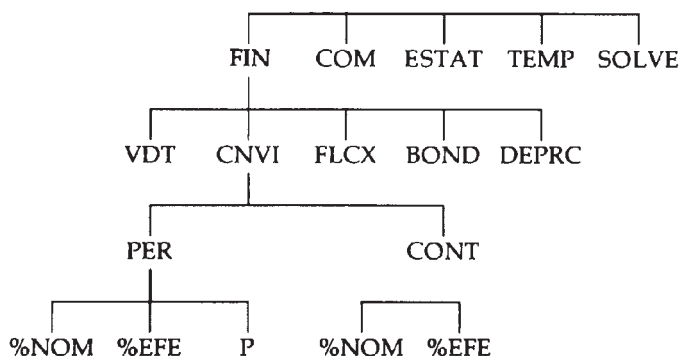 FIN COM ESTAT TEMP SOLVE
VDT CNVI FLCX BOND DEPRC
PER CONT
%NOM %EFE P %NOM %EFE